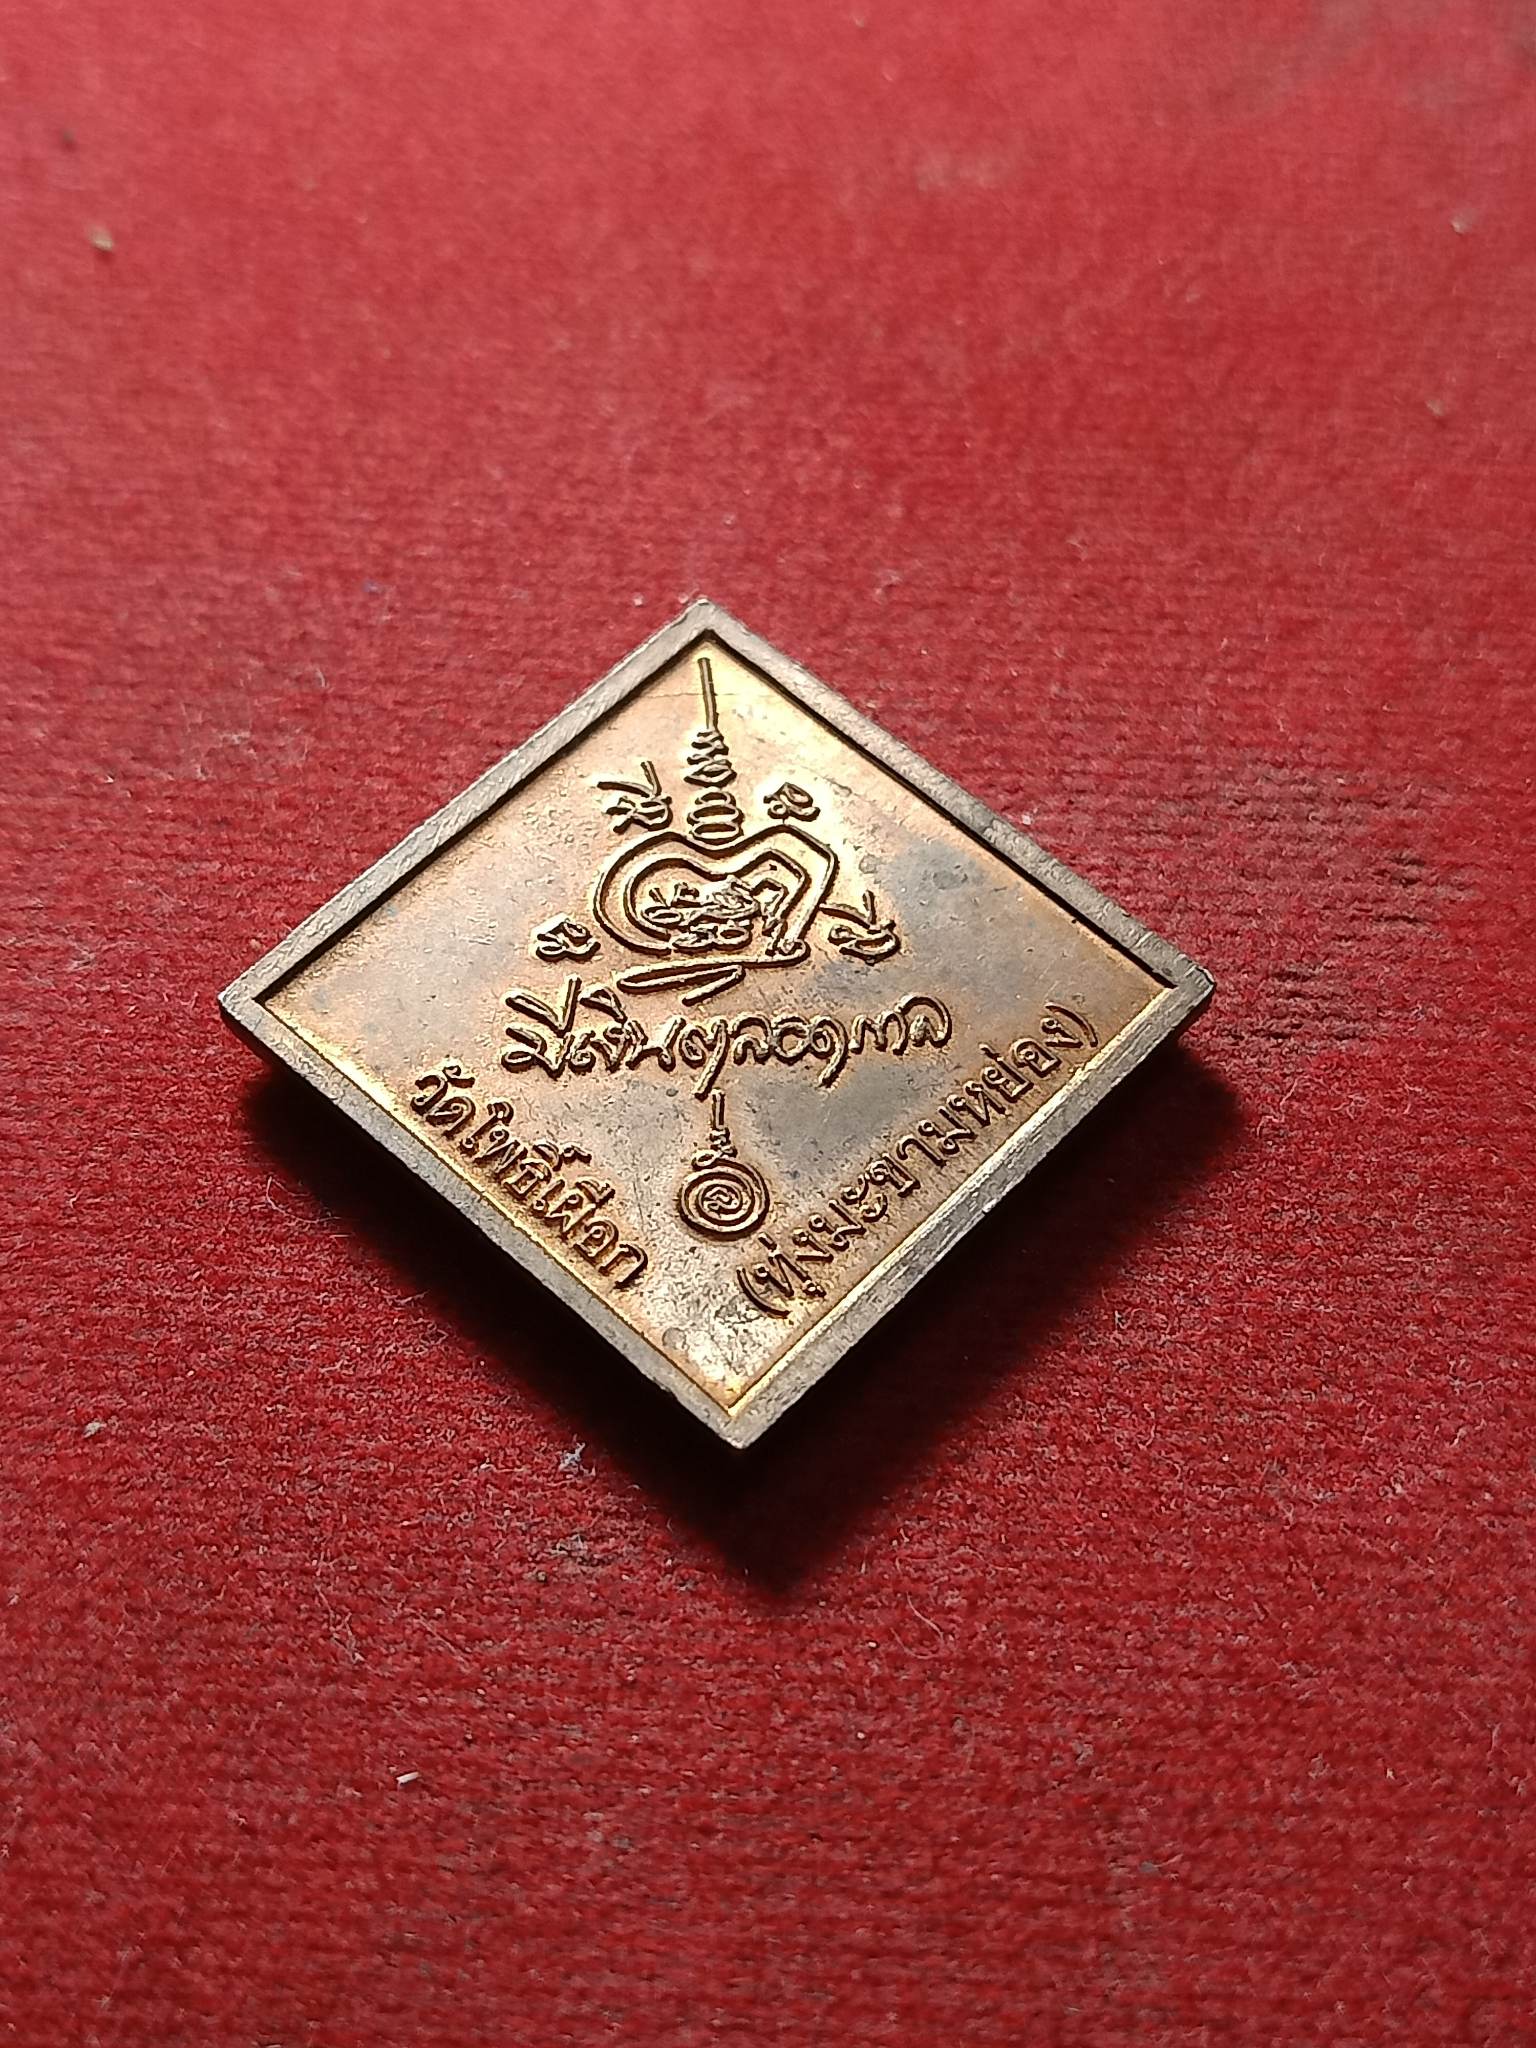 มีเงินตลอดกาล
วัดโพธิ์เผือก
(ทุ่งมะขามหย่อง)